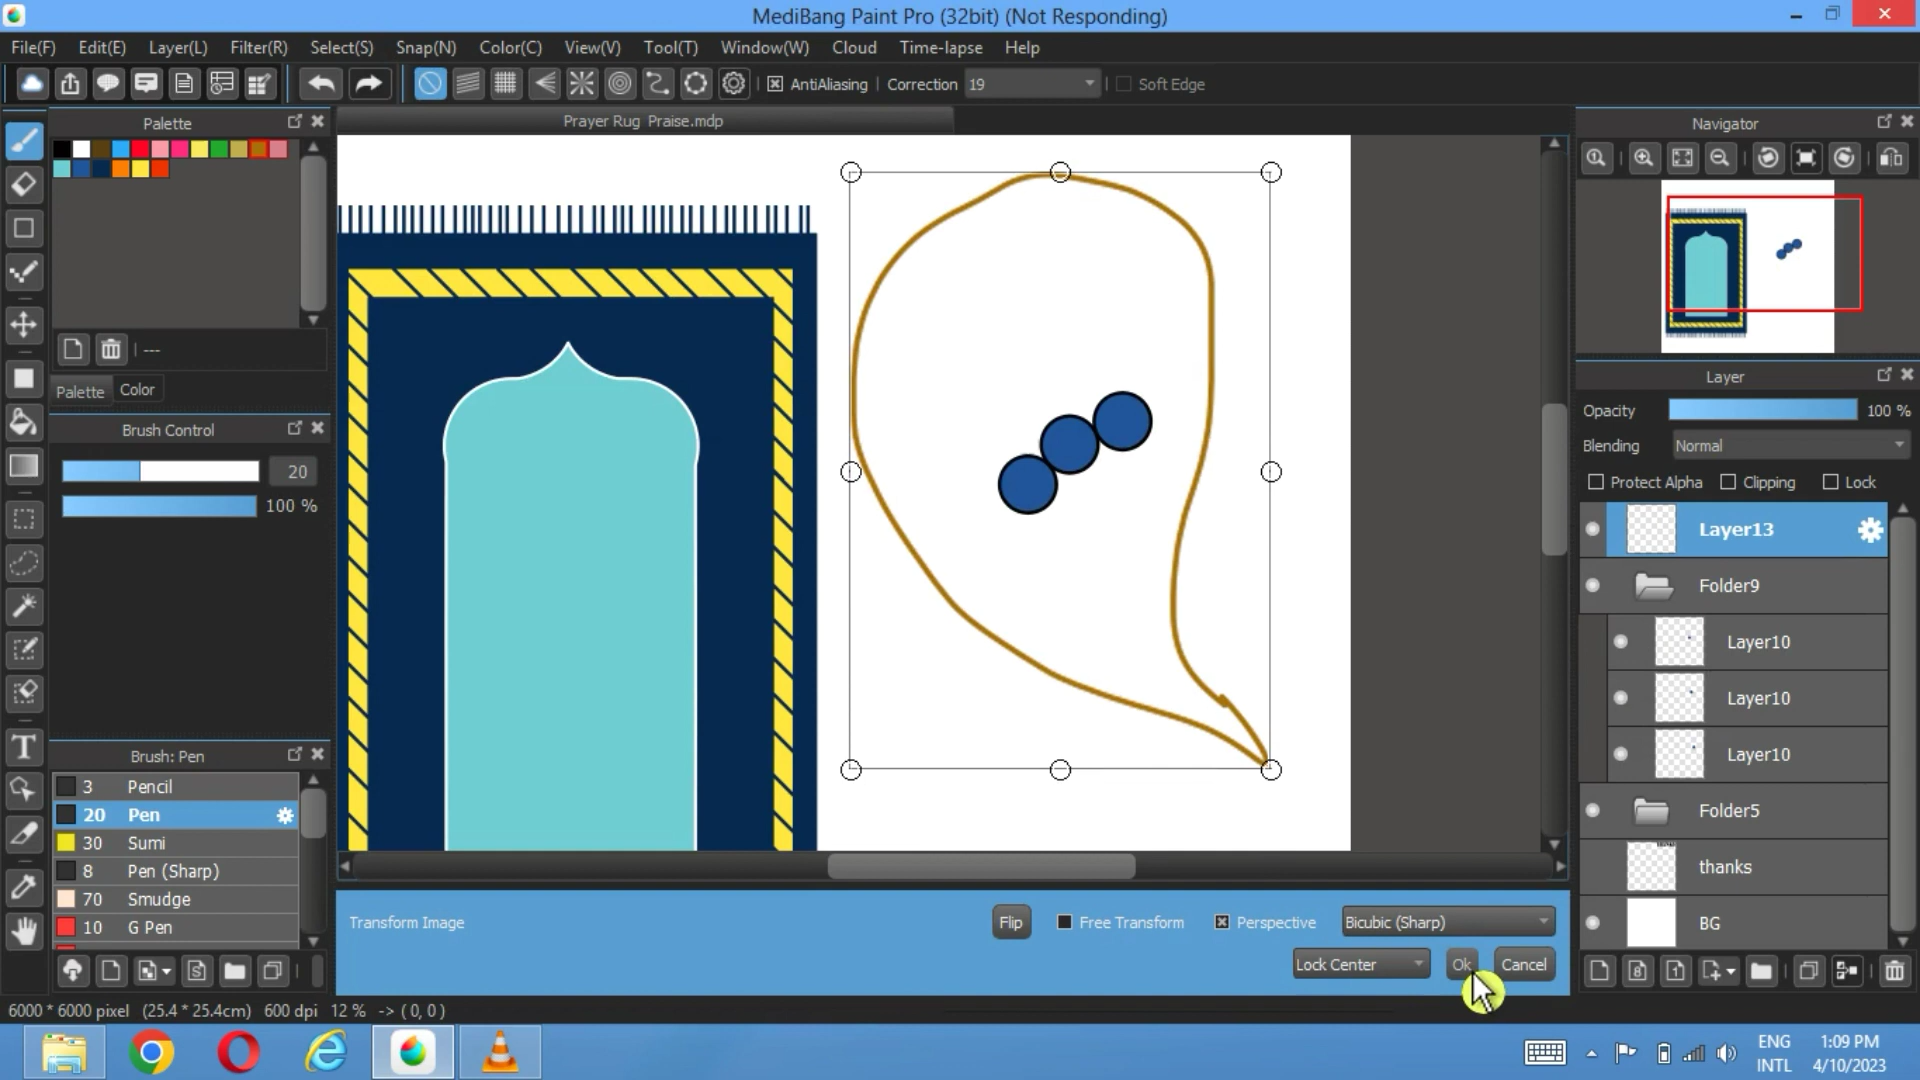 MediBang Paint Pro (32bit) (Not Responding)
File(F) Edit(E) Layer(L) Filter(R) Select(S) Snap(N) Color(C) View(V) Tool(T) Window(W) Cloud Time-lapse Help
AntiAliasing Correction 19 Soft Edge
Palette
Prayer Rug Praise.mdp
Navigator
---
Palette Color
Layer
Brush Control
Opacity 100 %
Blending Normal
20
Protect Alpha Clipping Lock
100 %
Layer13
Folder9
Layer10
Layer10
Layer10
Brush: Pen
3 Pencil
20 Pen
30 Sumi
8 Pen (Sharp)
70 Smudge
10 G Pen
Folder5
thanks
BG
Transform Image Flip Free Transform Perspective Bicubic (Sharp)
Lock Center Ok Cancel
6000 * 6000 pixel (25.4 * 25.4cm) 600 dpi 12 % -> ( 0, 0 )
ENG 1:09 PM
INTL 4/10/2023